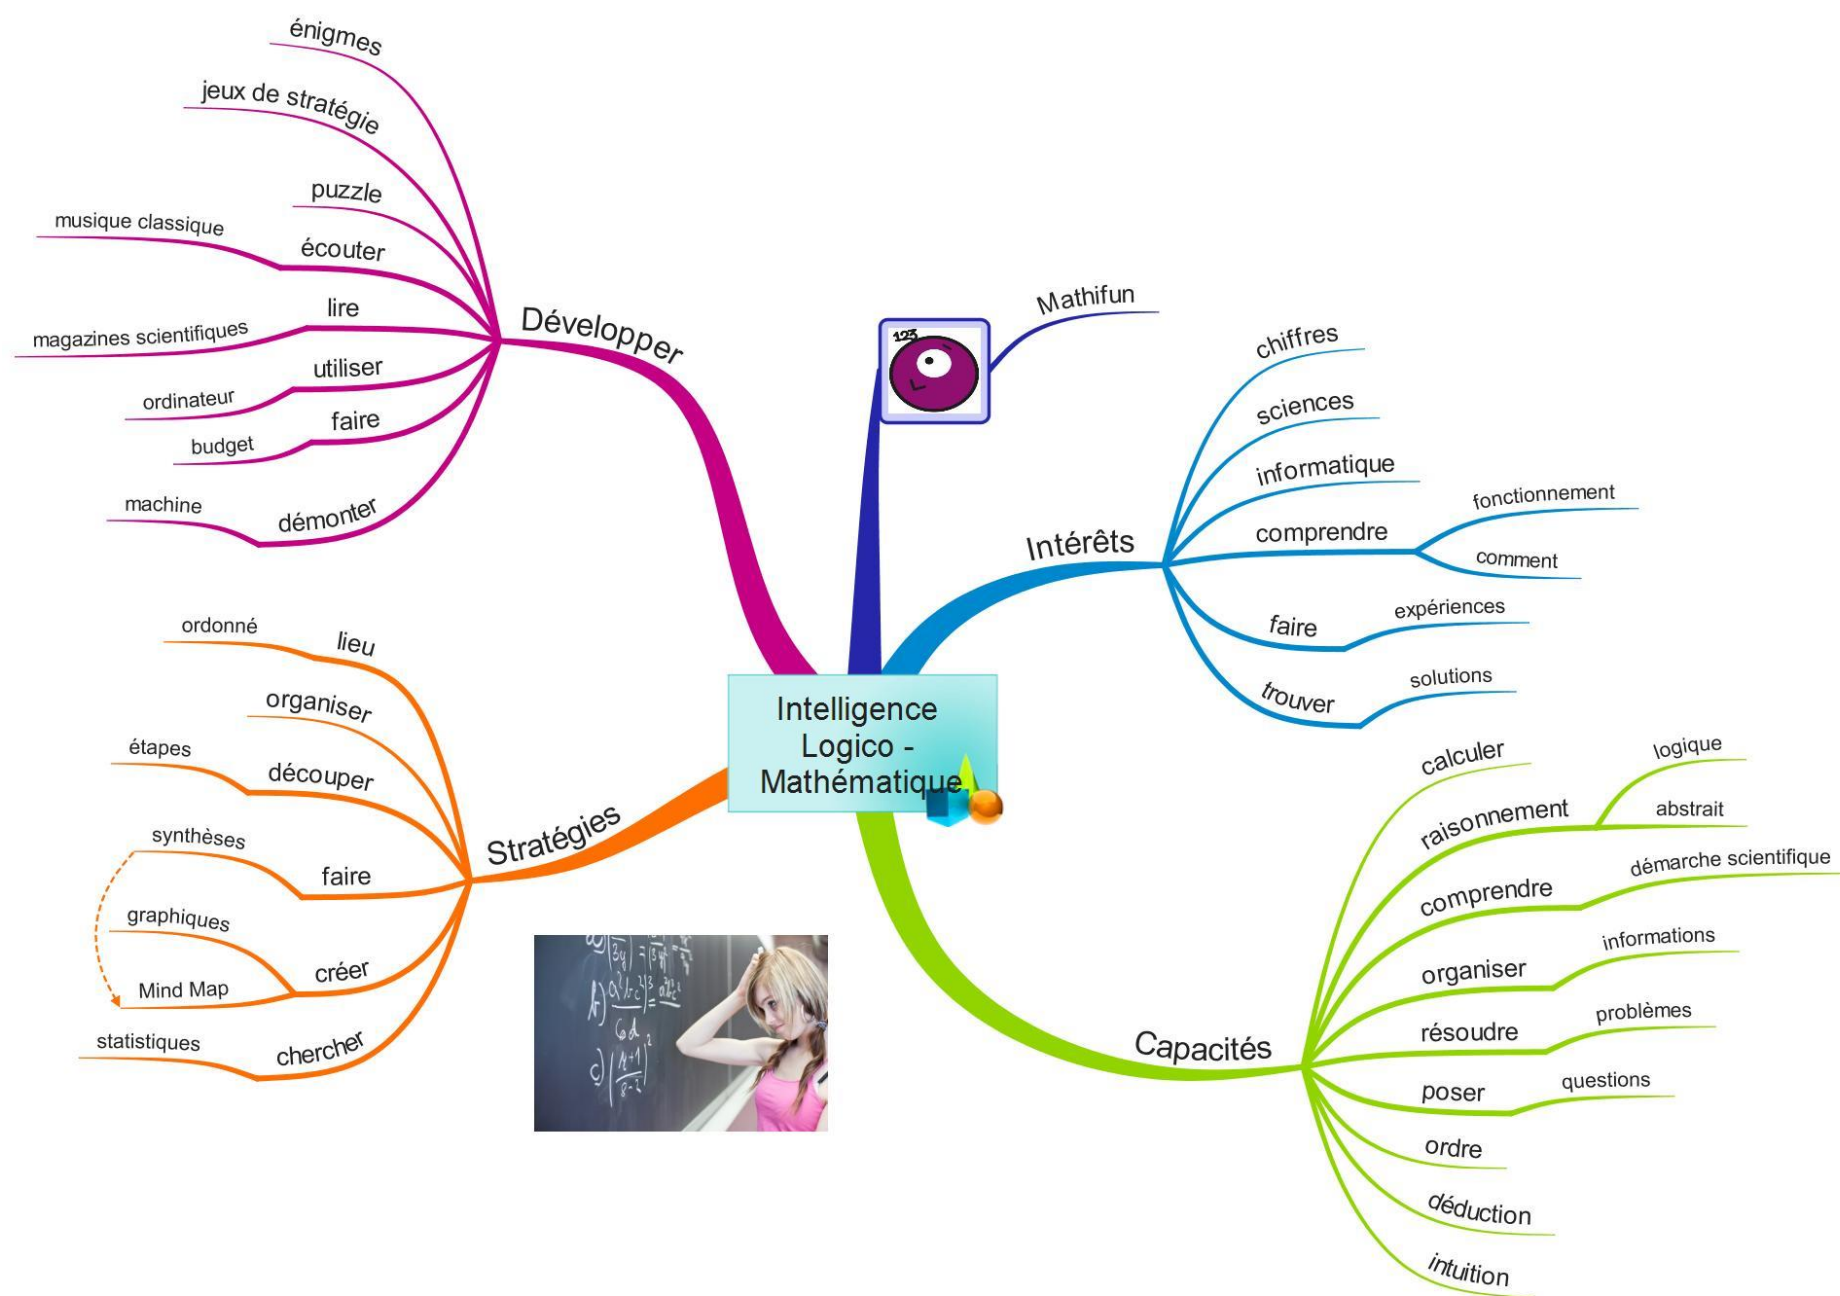 Intelligence
Logico -
Mathématique
123
Mathifun
Intérêts
chiffres
sciences
informatique
comprendre
fonctionnement
comment
faire
expériences
trouver
solutions
Capacités
calculer
raisonnement
logique
abstrait
comprendre
démarche scientifique
organiser
informations
résoudre
problèmes
poser
questions
ordre
déduction
intuition
Stratégies
lieu
ordonné
organiser
découper
étapes
faire
synthèses
créer
graphiques
Mind Map
chercher
statistiques
Développer
énigmes
jeux de stratégie
puzzle
écouter
musique classique
lire
magazines scientifiques
utiliser
ordinateur
faire
budget
démonter
machine
b)
6d
c)